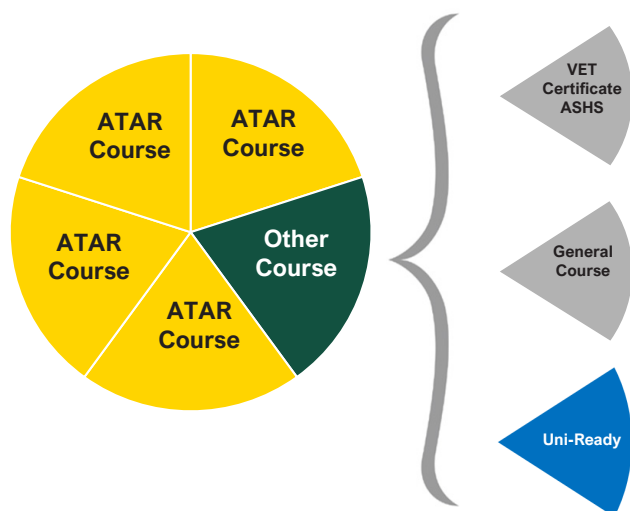 ATAR
Course
ATAR
Course
ATAR
Course
Other
Course
ATAR
Course
VET
Certificate
ASHS
General
Course
Uni-Ready